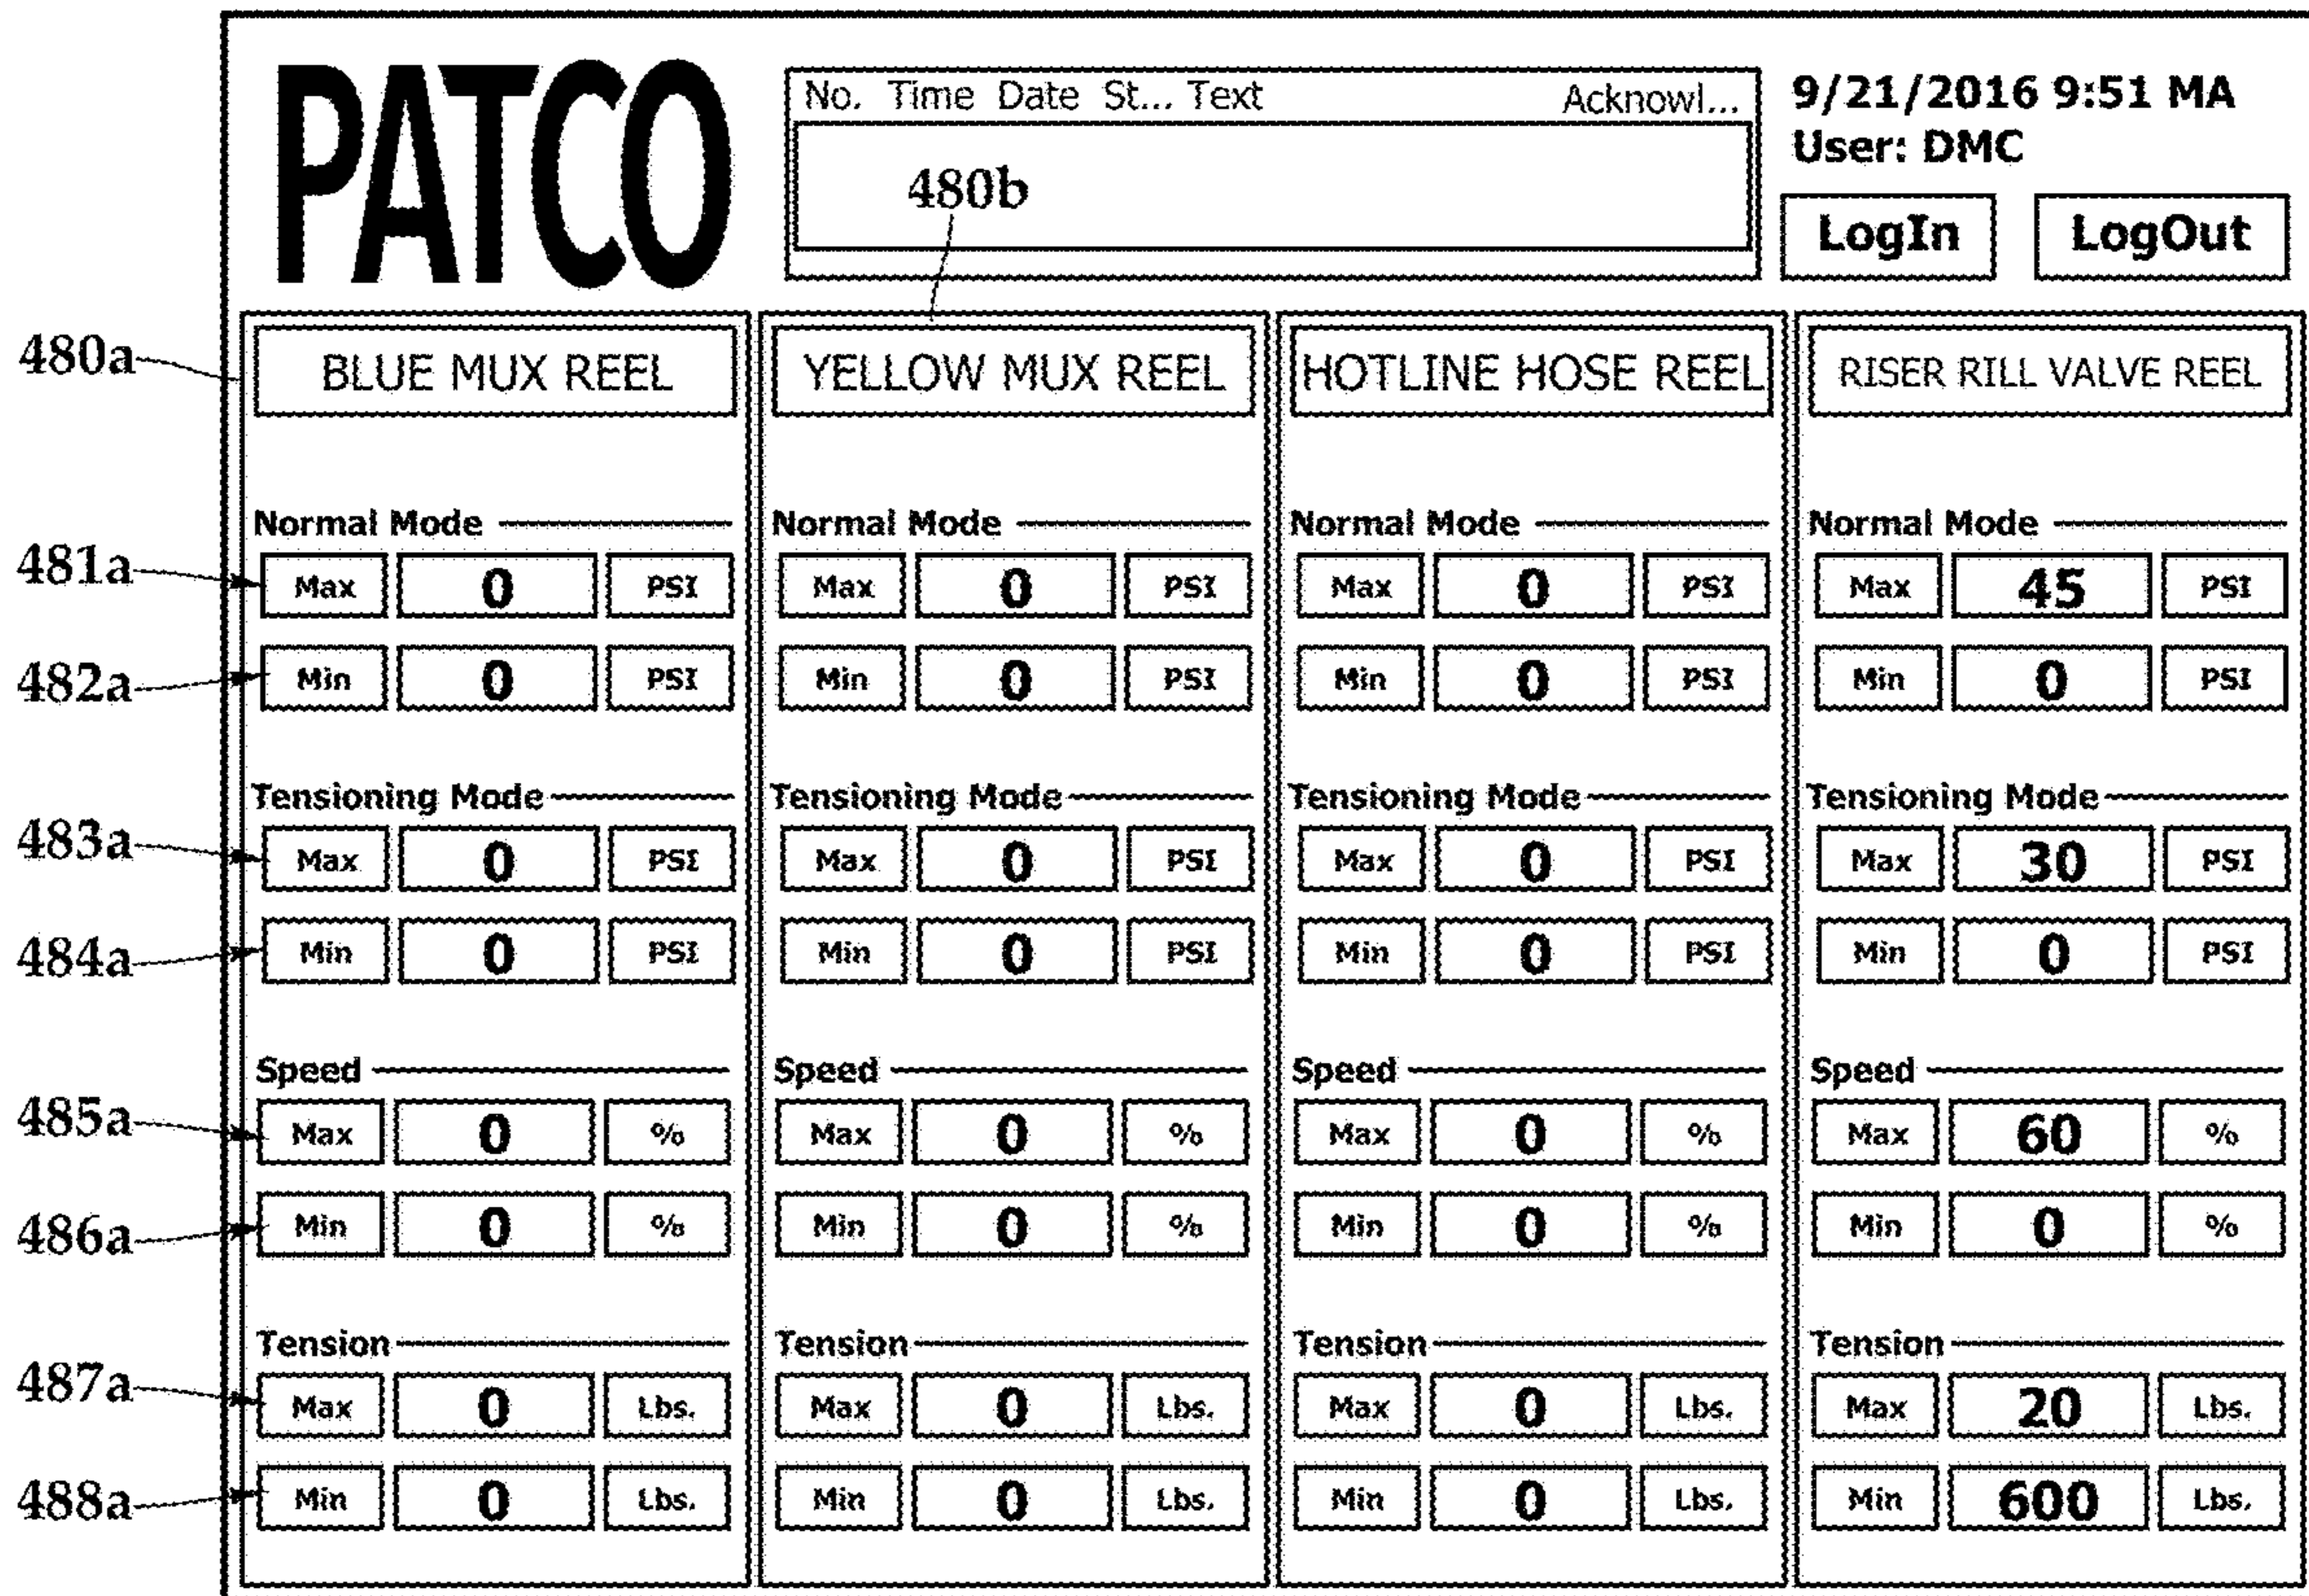 PATCO
No. Time Date St... Text Acknowl...
9/21/2016 9:51 MA
User: DMC
480b
LogIn LogOut
480a
BLUE MUX REEL YELLOW MUX REEL HOTLINE HOSE REEL RISER RILL VALVE REEL
Normal Mode Normal Mode Normal Mode Normal Mode
481a Max 0 PSI Max 0 PSI Max 0 PSI Max 45 PSI
482a Min 0 PSI Min 0 PSI Min 0 PSI Min 0 PSI
Tensioning Mode Tensioning Mode Tensioning Mode Tensioning Mode
483a Max 0 PSI Max 0 PSI Max 0 PSI Max 30 PSI
484a Min 0 PSI Min 0 PSI Min 0 PSI Min 0 PSI
Speed Speed Speed Speed
485a Max 0 % Max 0 % Max 0 % Max 60 %
486a Min 0 % Min 0 % Min 0 % Min 0 %
Tension Tension Tension Tension
487a Max 0 Lbs. Max 0 Lbs. Max 0 Lbs. Max 20 Lbs.
488a Min 0 Lbs. Min 0 Lbs. Min 0 Lbs. Min 600 Lbs.